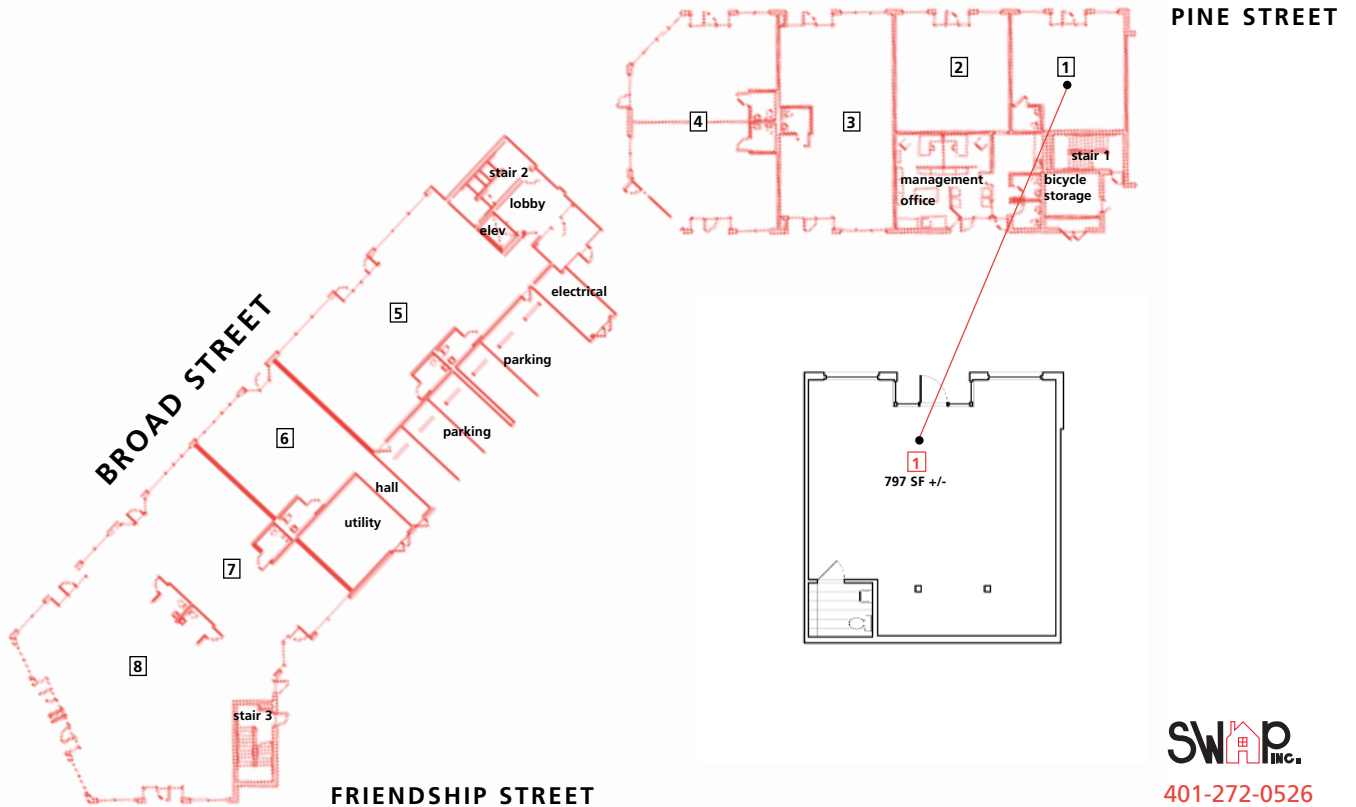 PINE STREET
2
1
4
3
stair 1
management
office
bicycle
storage
stair 2
lobby
elev
electrical
5
parking
BROAD STREET
6
parking
hall
utility
7
8
stair 3
1
797 SF +/-
FRIENDSHIP STREET
SWAP INC.
401-272-0526